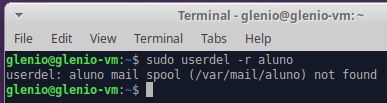 Terminal - glenio@glenio-vm: ~
File Edit View Terminal Tabs Help
glenio@glenio-vm:~$ sudo userdel -r aluno
userdel: aluno mail spool (/var/mail/aluno) not found
glenio@glenio-vm:~$